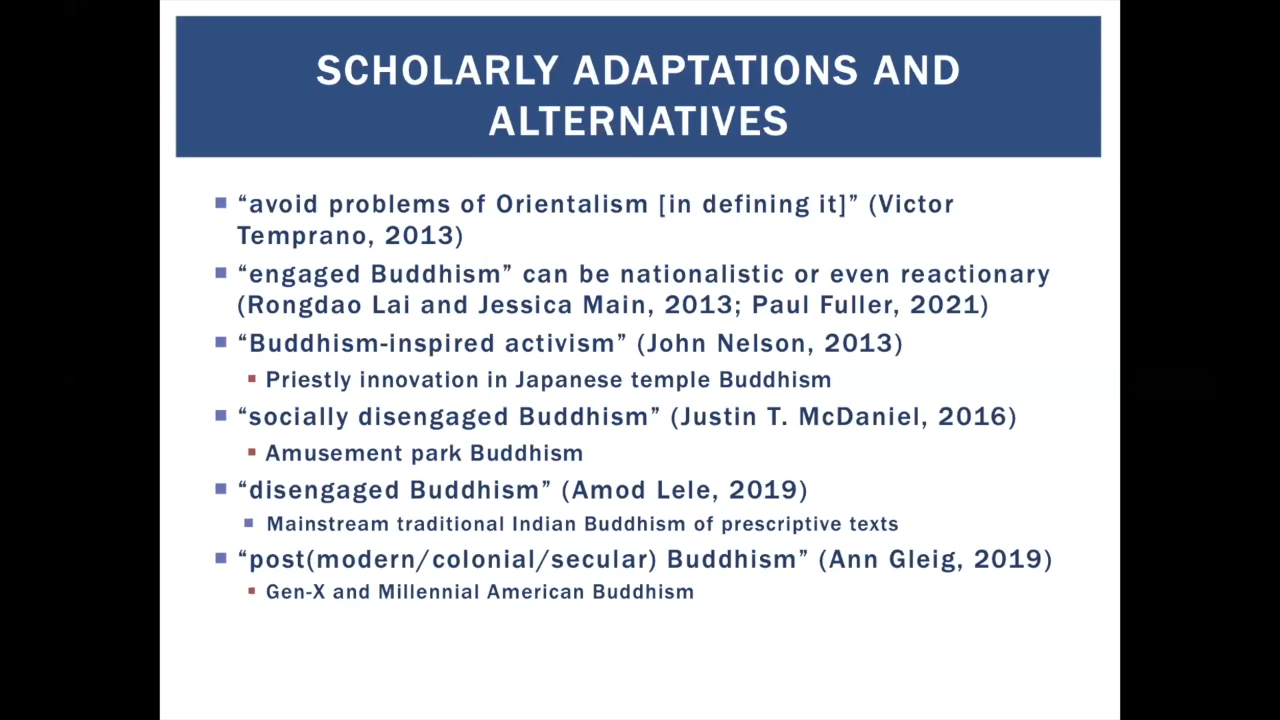 SCHOLARLY ADAPTATIONS AND
ALTERNATIVES
“avoid problems of Orientalism [in defining it]” (Victor
Temprano, 2013)
“engaged Buddhism” can be nationalistic or even reactionary
(Rongdao Lai and Jessica Main, 2013; Paul Fuller, 2021)
“Buddhism-inspired activism” (John Nelson, 2013)
Priestly innovation in Japanese temple Buddhism
“socially disengaged Buddhism” (Justin T. McDaniel, 2016)
Amusement park Buddhism
“disengaged Buddhism” (Amod Lele, 2019)
Mainstream traditional Indian Buddhism of prescriptive texts
“post(modern/colonial/secular) Buddhism” (Ann Gleig, 2019)
Gen-X and Millennial American Buddhism